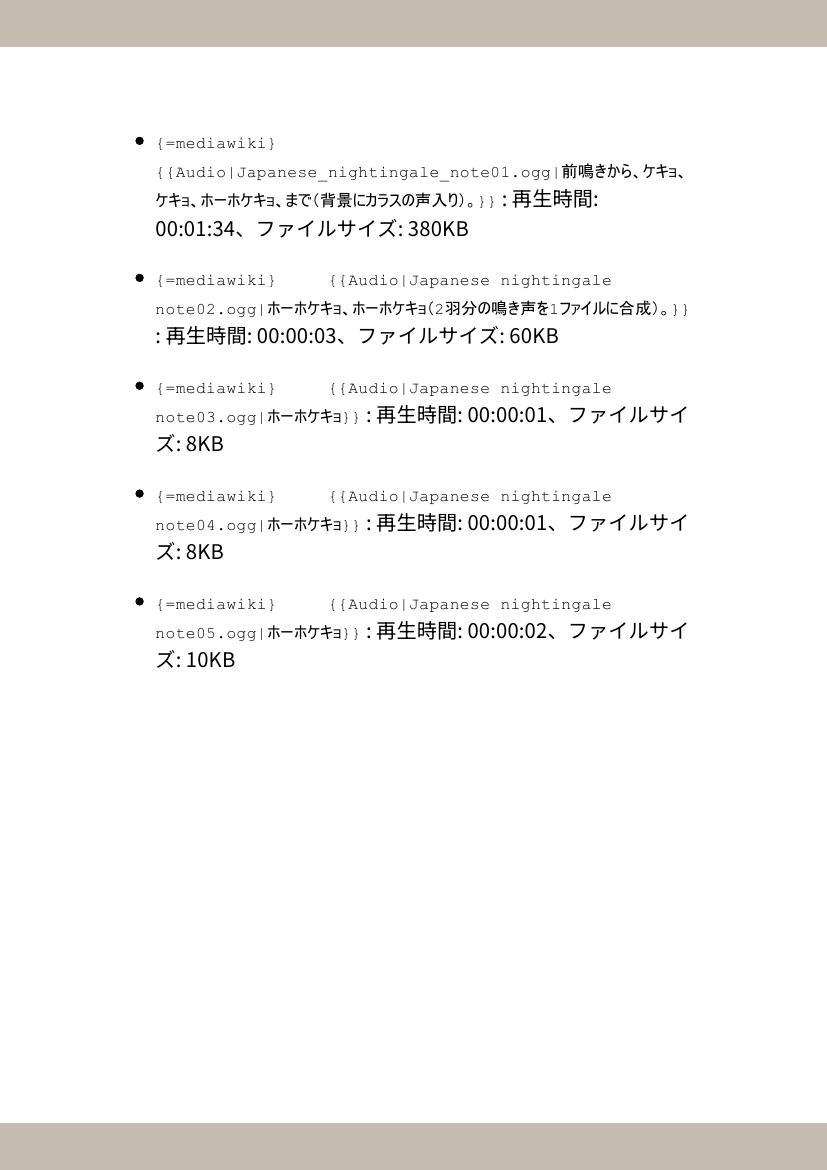 • {=mediawiki}
{{Audio|Japanese_nightingale_note01.ogg|前鳴きから、ケキョ、
ケキョ、ホーホケキョ、まで(背景にカラスの声入り)。}} : 再生時間:
00:01:34、ファイルサイズ: 380KB
• {=mediawiki} {{Audio|Japanese nightingale
note02.ogg|ホーホケキョ、ホーホケキョ(2羽分の鳴き声を1ファイルに合成)。}}
: 再生時間: 00:00:03、ファイルサイズ: 60KB
• {=mediawiki} {{Audio|Japanese nightingale
note03.ogg|ホーホケキョ}} : 再生時間: 00:00:01、ファイルサイ
ズ: 8KB
• {=mediawiki} {{Audio|Japanese nightingale
note04.ogg|ホーホケキョ}} : 再生時間: 00:00:01、ファイルサイ
ズ: 8KB
• {=mediawiki} {{Audio|Japanese nightingale
note05.ogg|ホーホケキョ}} : 再生時間: 00:00:02、ファイルサイ
ズ: 10KB